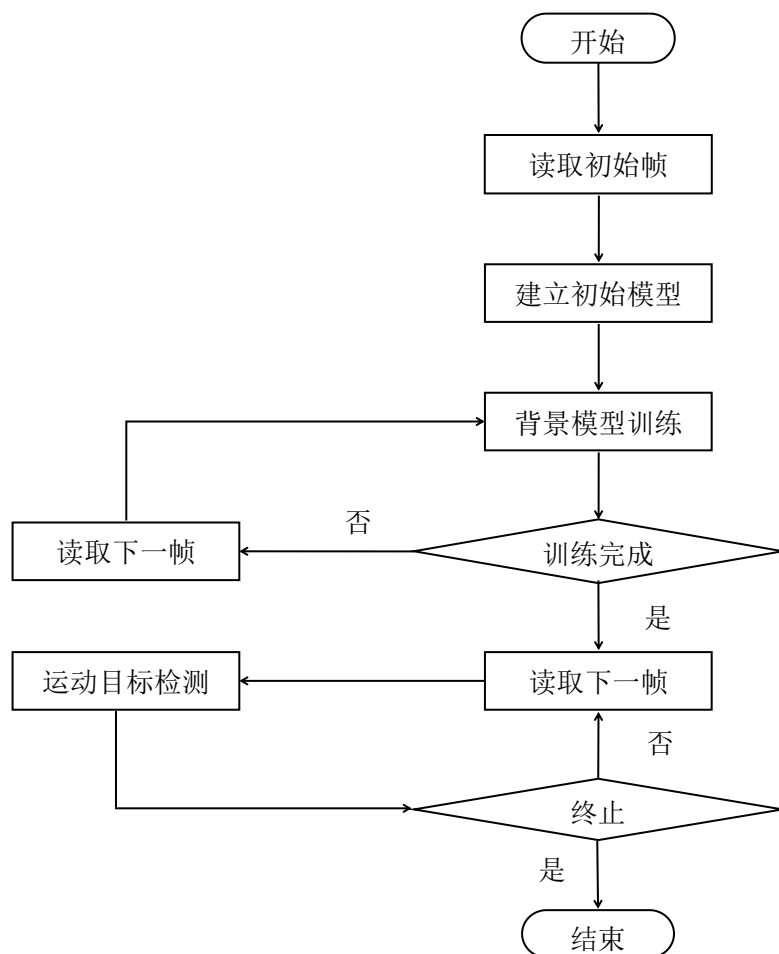 开始
读取初始帧
建立初始模型
背景模型训练
否
读取下一帧
训练完成
是
运动目标检测
读取下一帧
否
终止
是
结束